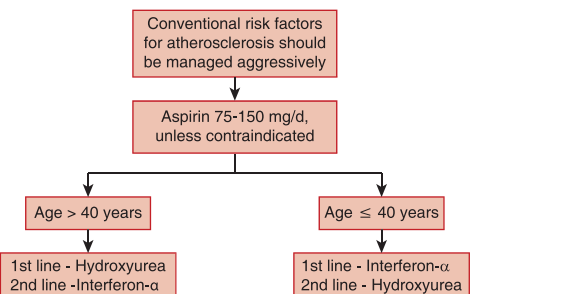 Conventional risk factors
for atherosclerosis should
be managed aggressively
Aspirin 75-150 mg/d,
unless contraindicated
Age > 40 years
Age ≤ 40 years
1st line - Hydroxyurea
2nd line -Interferon-α
1st line - Interferon-α
2nd line - Hydroxyurea